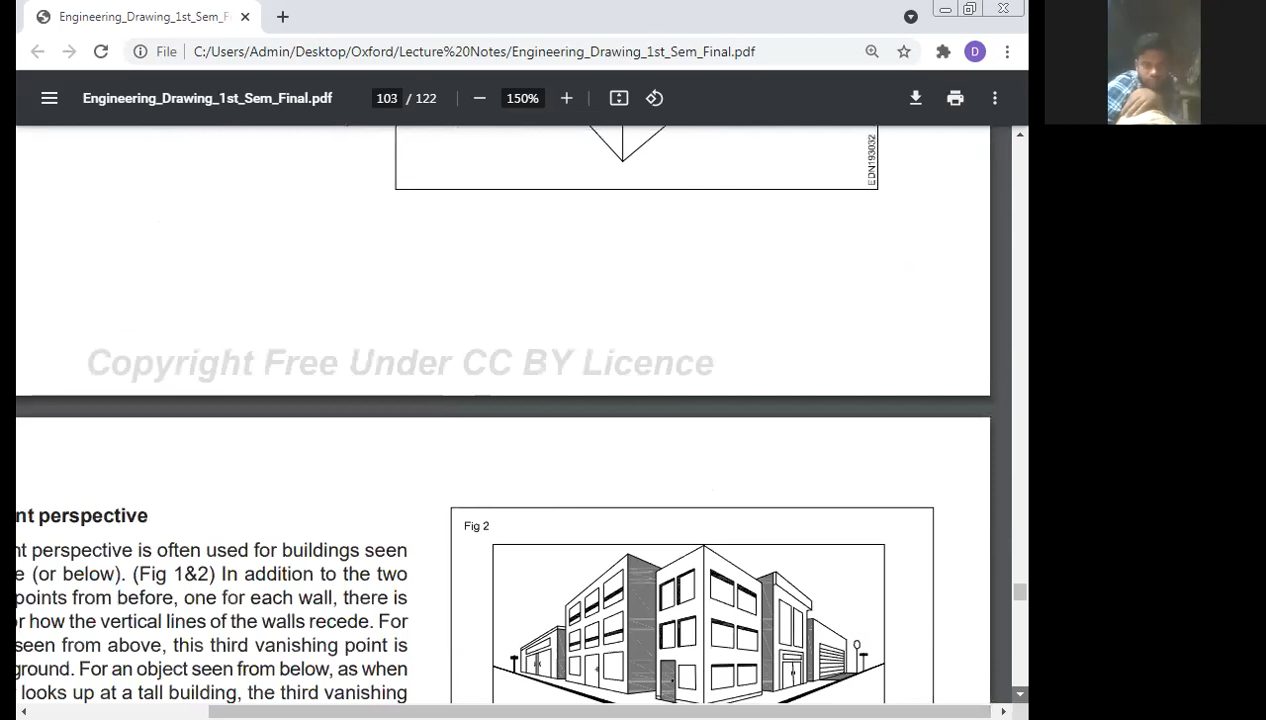 Engineering_Drawing_1st_Sem_Fi
File
C:/Users/Admin/Desktop/Oxford/Lecture%20Notes/Engineering_Drawing_1st_Sem_Final.pdf
D
Engineering_Drawing_1st_Sem_Final.pdf
103 / 122
150%
EDN193032
Copyright Free Under CC BY Licence
nt perspective
nt perspective is often used for buildings seen
e (or below). (Fig 1&2) In addition to the two
points from before, one for each wall, there is
or how the vertical lines of the walls recede. For
seen from above, this third vanishing point is
ground. For an object seen from below, as when
looks up at a tall building, the third vanishing
Fig 2